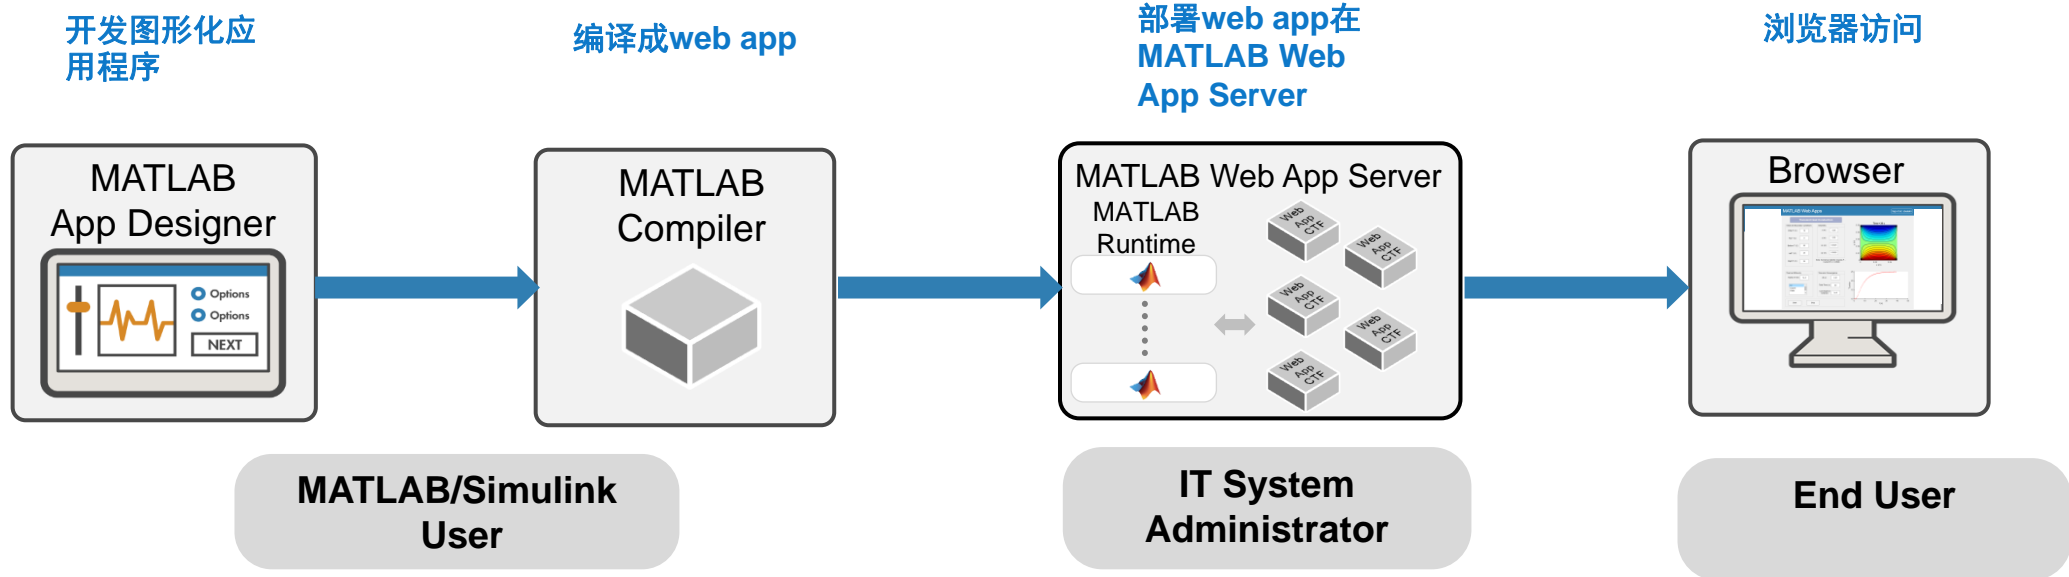 开发图形化应
用程序
编译成web app
部署web app在
MATLAB Web
App Server
浏览器访问
MATLAB
App Designer
Options
Options
NEXT
MATLAB
Compiler
MATLAB Web App Server
MATLAB
Runtime
Web
App
CTF
Web
App
CTF
Web
App
CTF
Web
App
CTF
Web
App
CTF
Browser
MATLAB Web Apps
MATLAB/Simulink
User
IT System
Administrator
End User